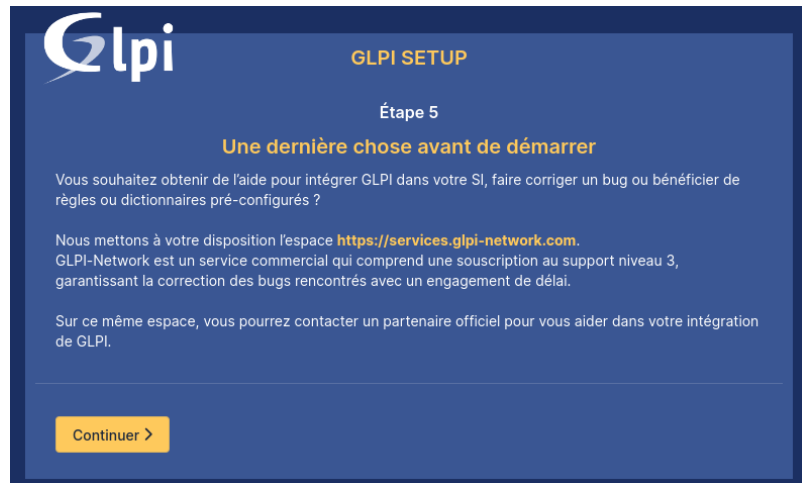 Glpi
GLPI SETUP
Étape 5
Une dernière chose avant de démarrer
Vous souhaitez obtenir de l'aide pour intégrer GLPI dans votre SI, faire corriger un bug ou bénéficier de
règles ou dictionnaires pré-configurés ?
Nous mettons à votre disposition l'espace https://services.glpi-network.com.
GLPI-Network est un service commercial qui comprend une souscription au support niveau 3,
garantissant la correction des bugs rencontrés avec un engagement de délai.
Sur ce même espace, vous pourrez contacter un partenaire officiel pour vous aider dans votre intégration
de GLPI.
Continuer >